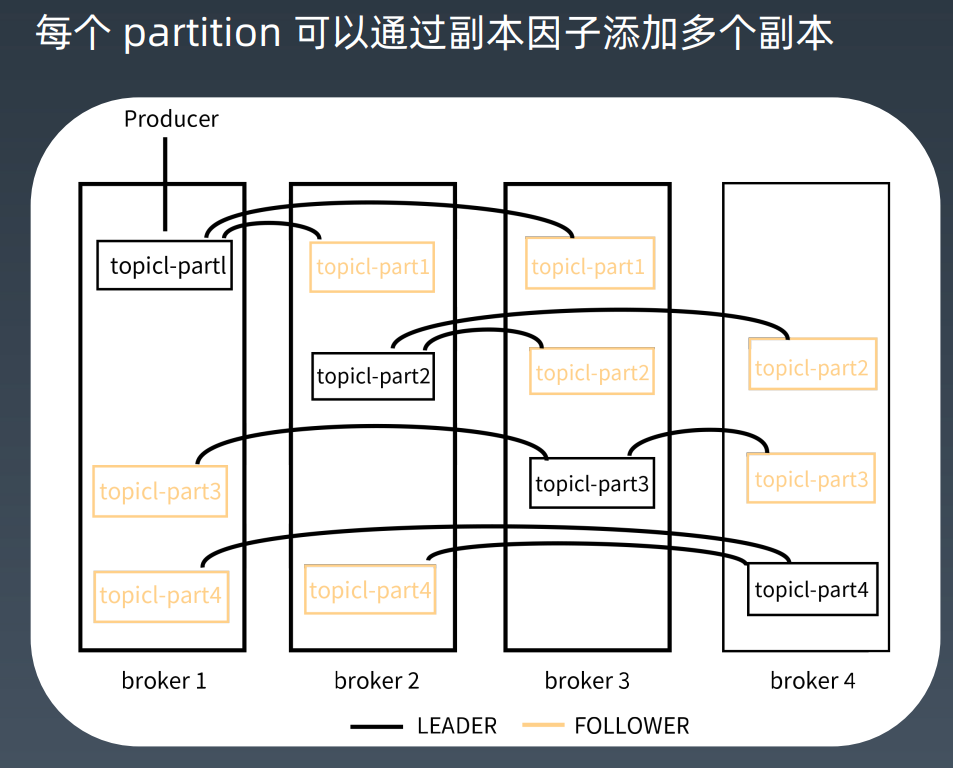 每个 partition 可以通过副本因子添加多个副本
Producer
topicl-partl
topicl-part1
topicl-part1
topicl-part2
topicl-part2
topicl-part2
topicl-part3
topicl-part3
topicl-part3
topicl-part4
topicl-part4
topicl-part4
broker 1
broker 2
broker 3
broker 4
LEADER
FOLLOWER